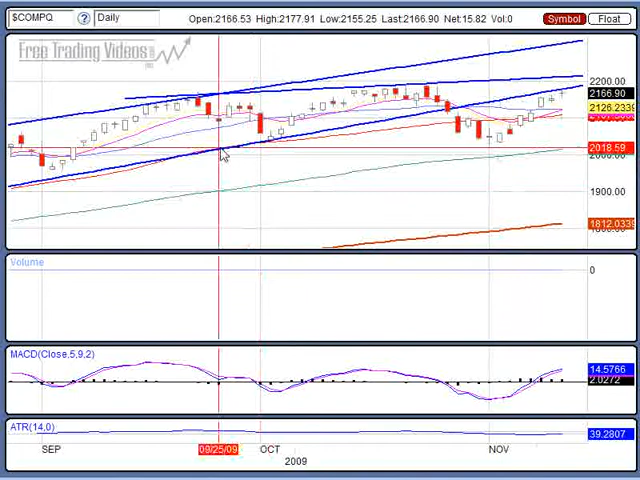 $COMPQ ? Daily Open:2166.53 High:2177.91 Low:2155.25 Last:2166.90 Net:15.82 Vol:0 Symbol Float
Free Trading Videos
2200.00
2166.90
2126.2339
2018.59
2000.00
1900.00
1812.0339
Volume
0
MACD(Close,5,9,2)
14.5766
2.0272
ATR(14,0)
39.2807
SEP 09/25/09 OCT NOV
2009